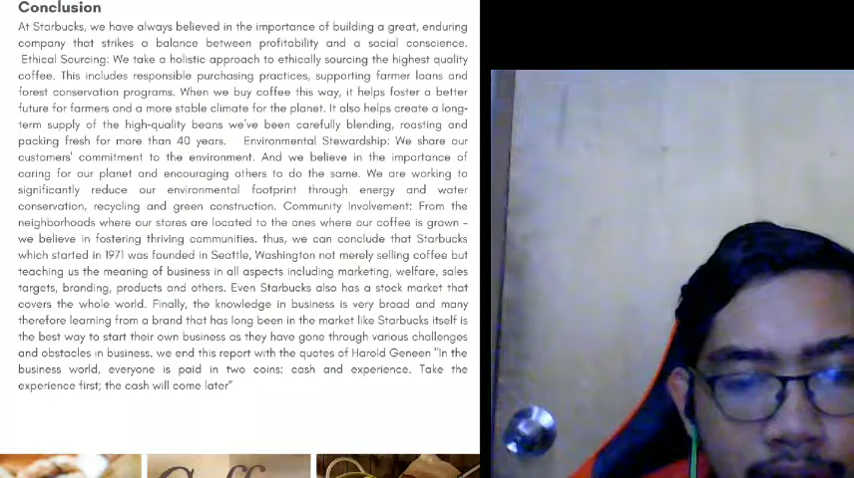 Conclusion
At Starbucks, we have always believed in the importance of building a great, enduring
company that strikes a balance between profitability and a social conscience.
Ethical Sourcing: We take a holistic approach to ethically sourcing the highest quality
coffee. This includes responsible purchasing practices, supporting farmer loans and
forest conservation programs. When we buy coffee this way, it helps foster a better
future for farmers and a more stable climate for the planet. It also helps create a long-
term supply of the high-quality beans we've been carefully blending, roasting and
packing fresh for more than 40 years. Environmental Stewardship: We share our
customers' commitment to the environment. And we believe in the importance of
caring for our planet and encouraging others to do the same. We are working to
significantly reduce our environmental footprint through energy and water
conservation, recycling and green construction. Community Involvement: From the
neighborhoods where our stores are located to the ones where our coffee is grown -
we believe in fostering thriving communities. thus, we can conclude that Starbucks
which started in 1971 was founded in Seattle, Washington not merely selling coffee but
teaching us the meaning of business in all aspects including marketing, welfare, sales
targets, branding, products and others. Even Starbucks also has a stock market that
covers the whole world. Finally, the knowledge in business is very broad and many
therefore learning from a brand that has long been in the market like Starbucks itself is
the best way to start their own business as they have gone through various challenges
and obstacles in business. we end this report with the quotes of Harold Geneen "In the
business world, everyone is paid in two coins: cash and experience. Take the
experience first; the cash will come later"